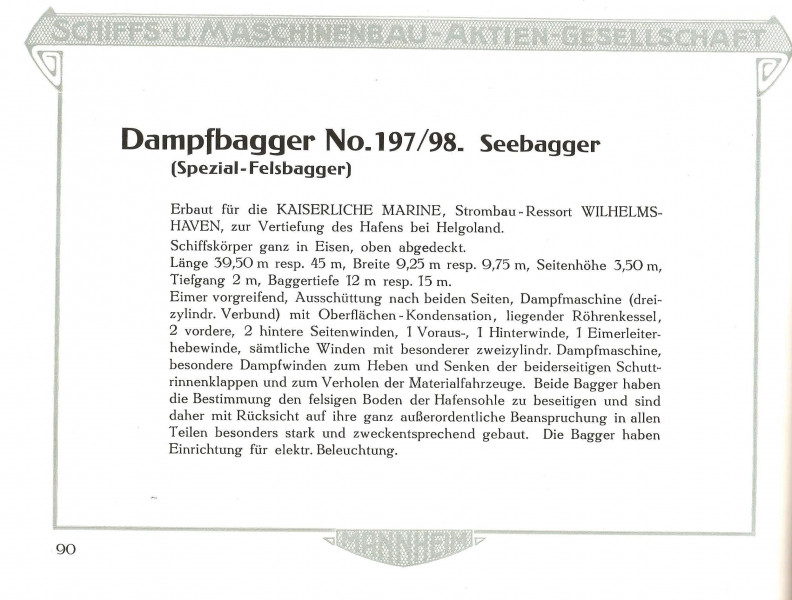 SCHIFFS-U. MASCHINENBAU-AKTIEN-GESELLSCHAFT
Dampfbagger No. 197/98. Seebagger
(Spezial-Felsbagger)
Erbaut für die KAISERLICHE MARINE, Strombau-Ressort WILHELMS-
HAVEN, zur Vertiefung des Hafens bei Helgoland.
Schiffskörper ganz in Eisen, oben abgedeckt.
Länge 39,50 m resp. 45 m, Breite 9,25 m resp. 9,75 m, Seitenhöhe 3,50 m,
Tiefgang 2 m, Baggertiefe 12 m resp. 15 m.
Eimer vorgreifend, Ausschüttung nach beiden Seiten, Dampfmaschine (drei-
zylindr. Verbund) mit Oberflächen-Kondensation, liegender Röhrenkessel,
2 vordere, 2 hintere Seitenwinden, 1 Voraus-, 1 Hinterwinde, 1 Eimerleiter-
hebewinde, sämtliche Winden mit besonderer zweizylindr. Dampfmaschine,
besondere Dampfwinden zum Heben und Senken der beiderseitigen Schutt-
rinnenklappen und zum Verholen der Materialfahrzeuge. Beide Bagger haben
die Bestimmung den felsigen Boden der Hafensohle zu beseitigen und sind
daher mit Rücksicht auf ihre ganz außerordentliche Beanspruchung in allen
Teilen besonders stark und zweckentsprechend gebaut. Die Bagger haben
Einrichtung für elektr. Beleuchtung.
MANNHEIM
90